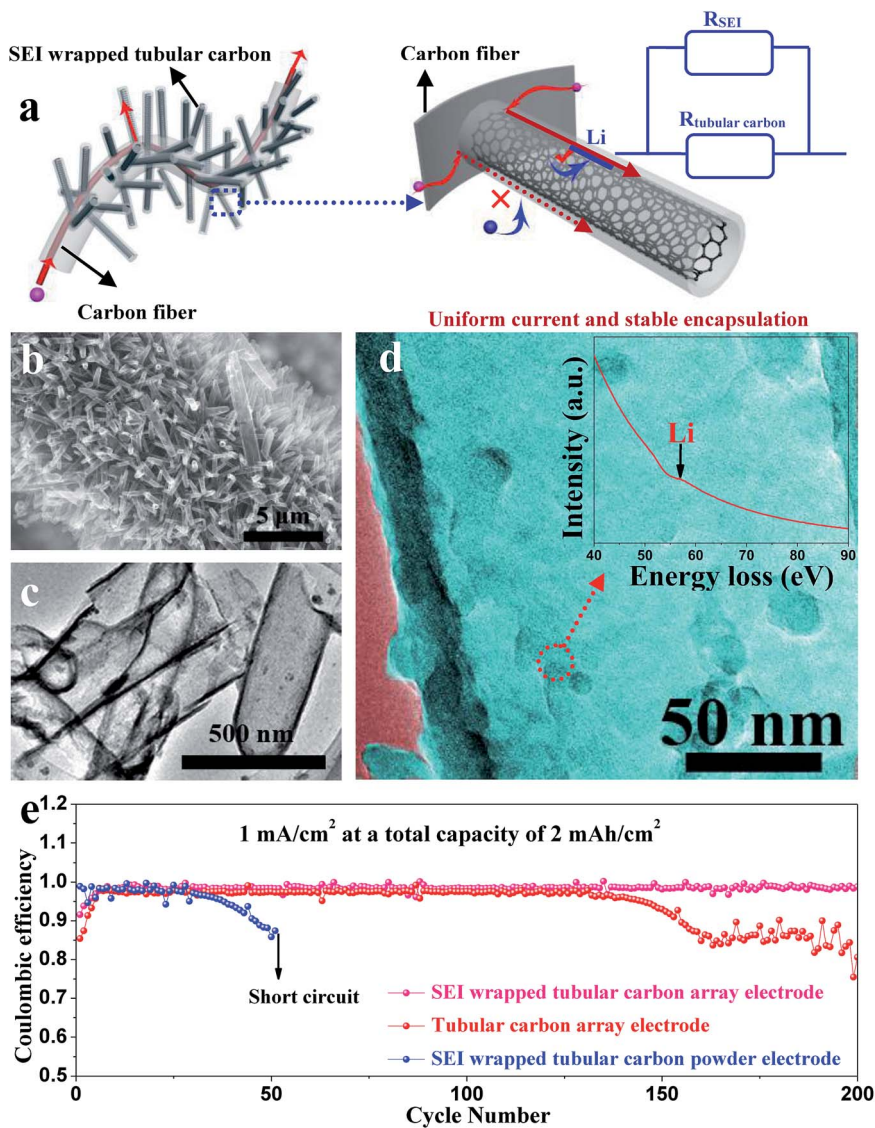 a
SEI wrapped tubular carbon
Carbon fiber
Carbon fiber
Li
R_SEI
R_tubular carbon
Uniform current and stable encapsulation
b
5 μm
c
500 nm
d
Intensity (a.u.)
Li
40 50 60 70 80 90
Energy loss (eV)
50 nm
e
1 mA/cm² at a total capacity of 2 mAh/cm²
Coulombic efficiency
1.2
1.1
1.0
0.9
0.8
0.7
0.6
0.5
Short circuit
SEI wrapped tubular carbon array electrode
Tubular carbon array electrode
SEI wrapped tubular carbon powder electrode
0 50 100 150 200
Cycle Number